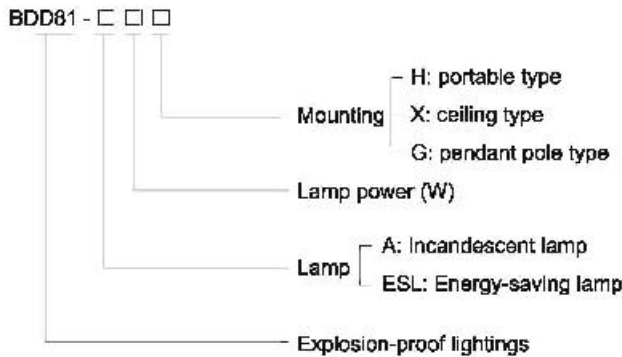 BDD81 - □ □ □
H: portable type
Mounting
X: ceiling type
G: pendant pole type
Lamp power (W)
A: Incandescent lamp
Lamp
ESL: Energy-saving lamp
Explosion-proof lightings